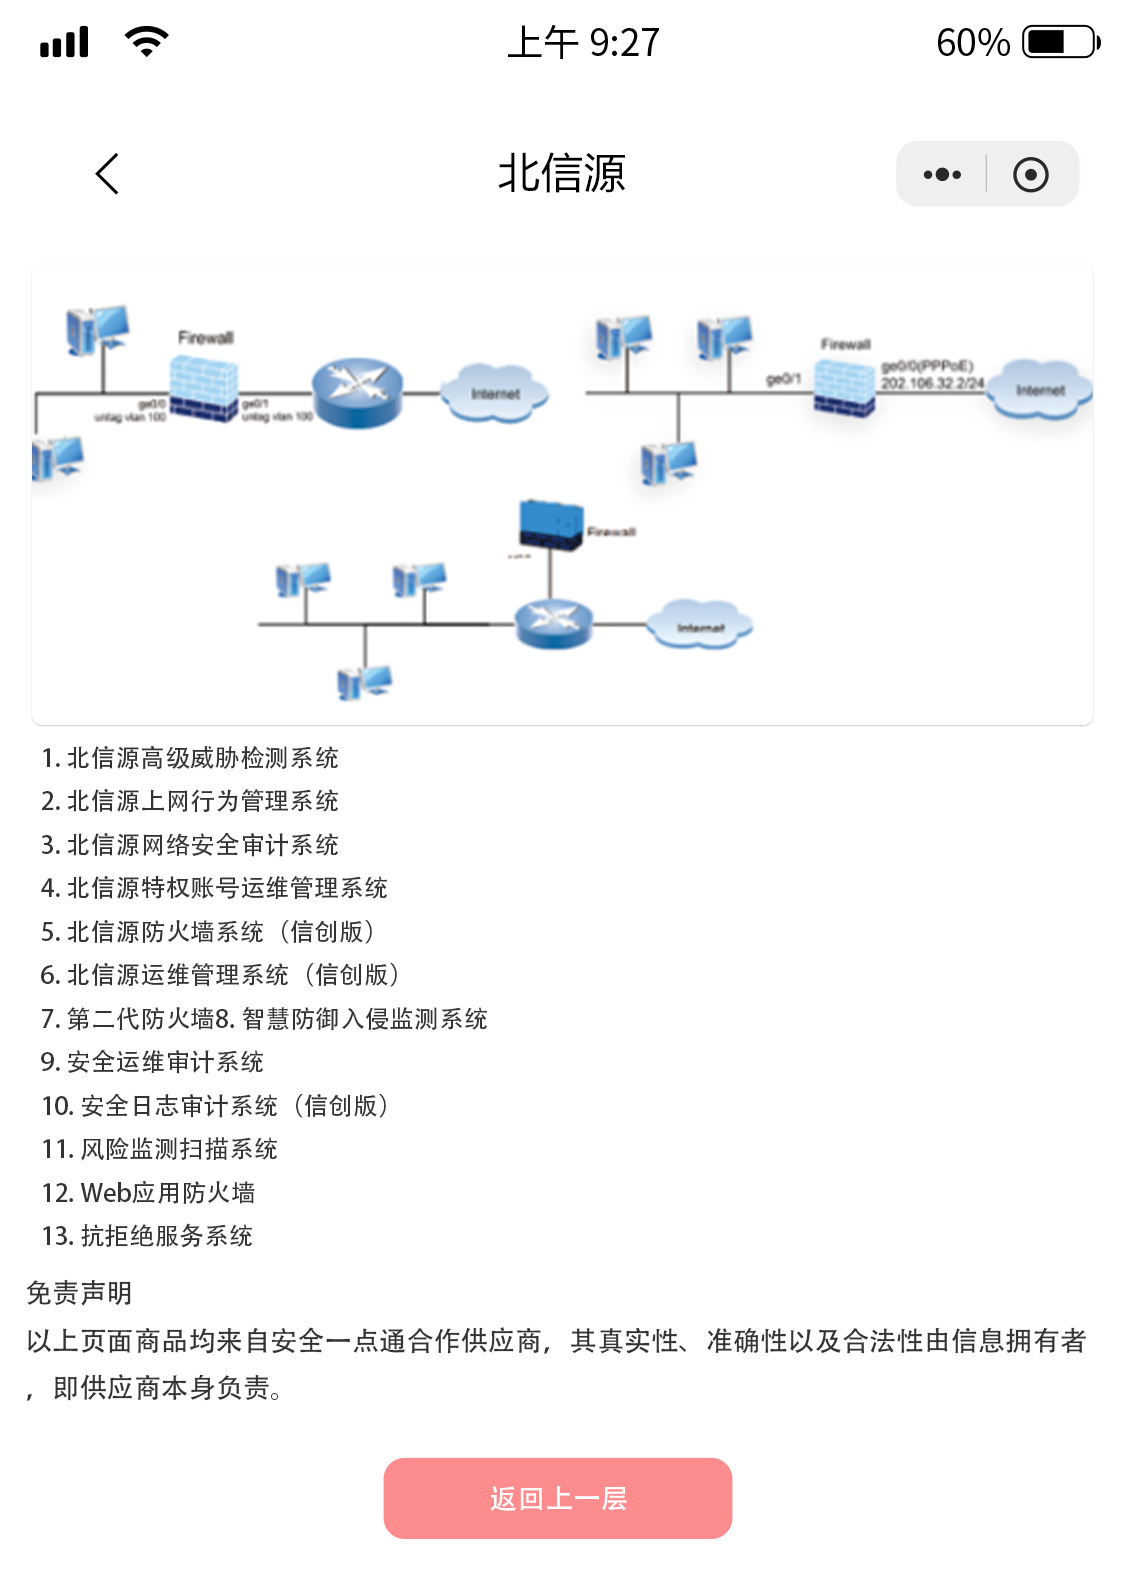 上午 9:27
60%
北信源
Firewall
ge0/0
untag vlan 100
ge0/1
untag vlan 100
Internet
Firewall
ge0/1
ge0/0(PPPoE)
202.106.32.2/24
Internet
Firewall
Internet
1. 北信源高级威胁检测系统
2. 北信源上网行为管理系统
3. 北信源网络安全审计系统
4. 北信源特权账号运维管理系统
5. 北信源防火墙系统（信创版）
6. 北信源运维管理系统（信创版）
7. 第二代防火墙8. 智慧防御入侵监测系统
9. 安全运维审计系统
10. 安全日志审计系统（信创版）
11. 风险监测扫描系统
12. Web应用防火墙
13. 抗拒绝服务系统
免责声明
以上页面商品均来自安全一点通合作供应商，其真实性、准确性以及合法性由信息拥有者
，即供应商本身负责。
返回上一层